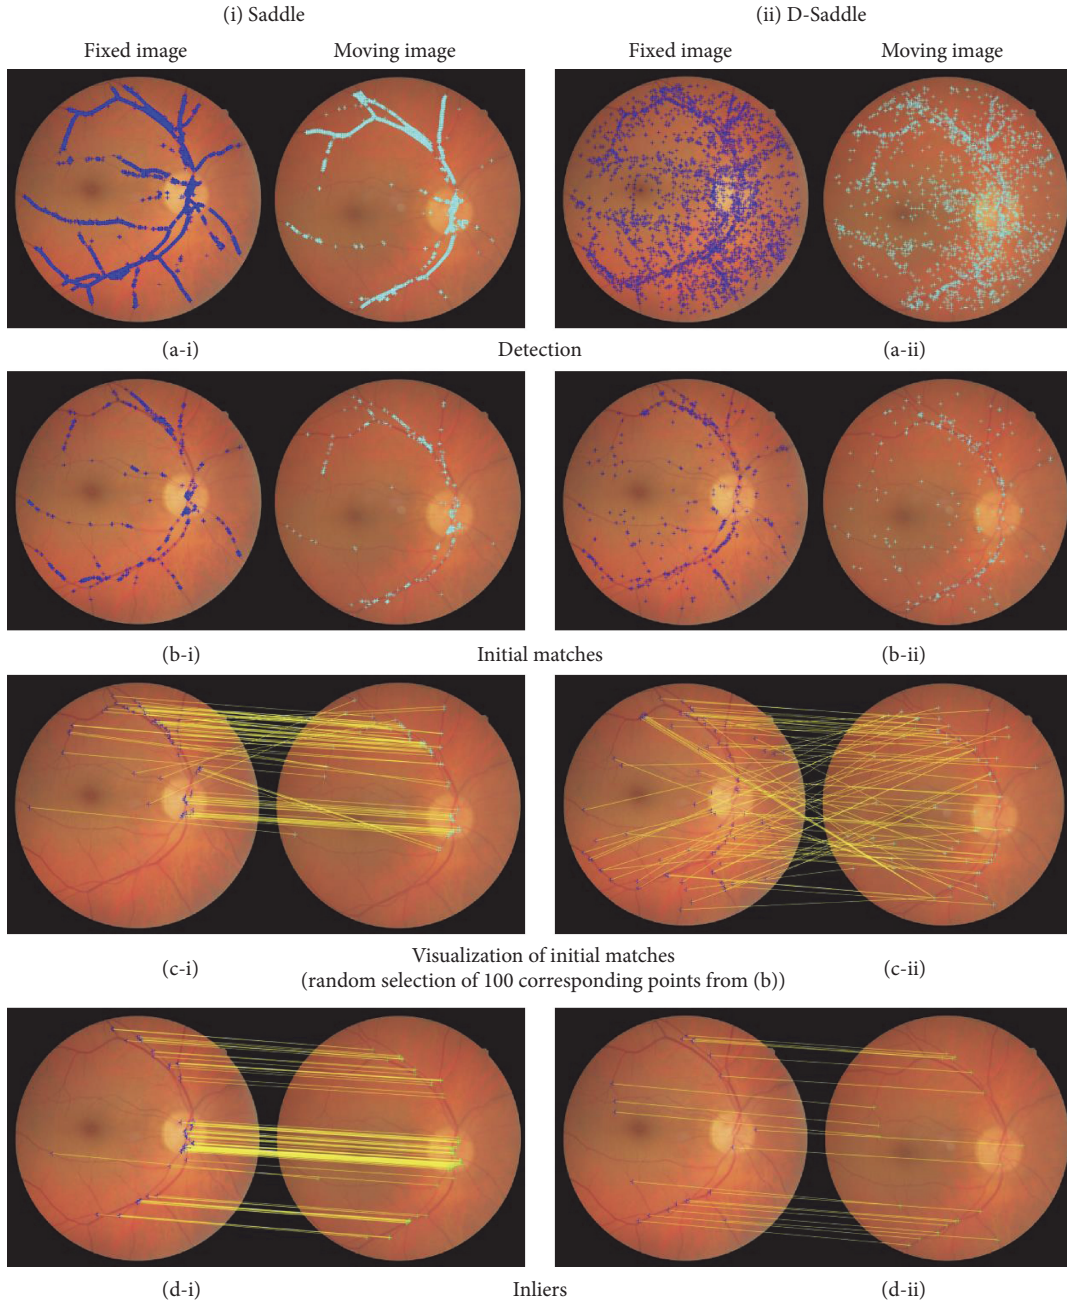 (i) Saddle
(ii) D-Saddle
Fixed image
Moving image
Fixed image
Moving image
(a-i)
Detection
(a-ii)
(b-i)
Initial matches
(b-ii)
(c-i)
Visualization of initial matches
(random selection of 100 corresponding points from (b))
(c-ii)
(d-i)
Inliers
(d-ii)